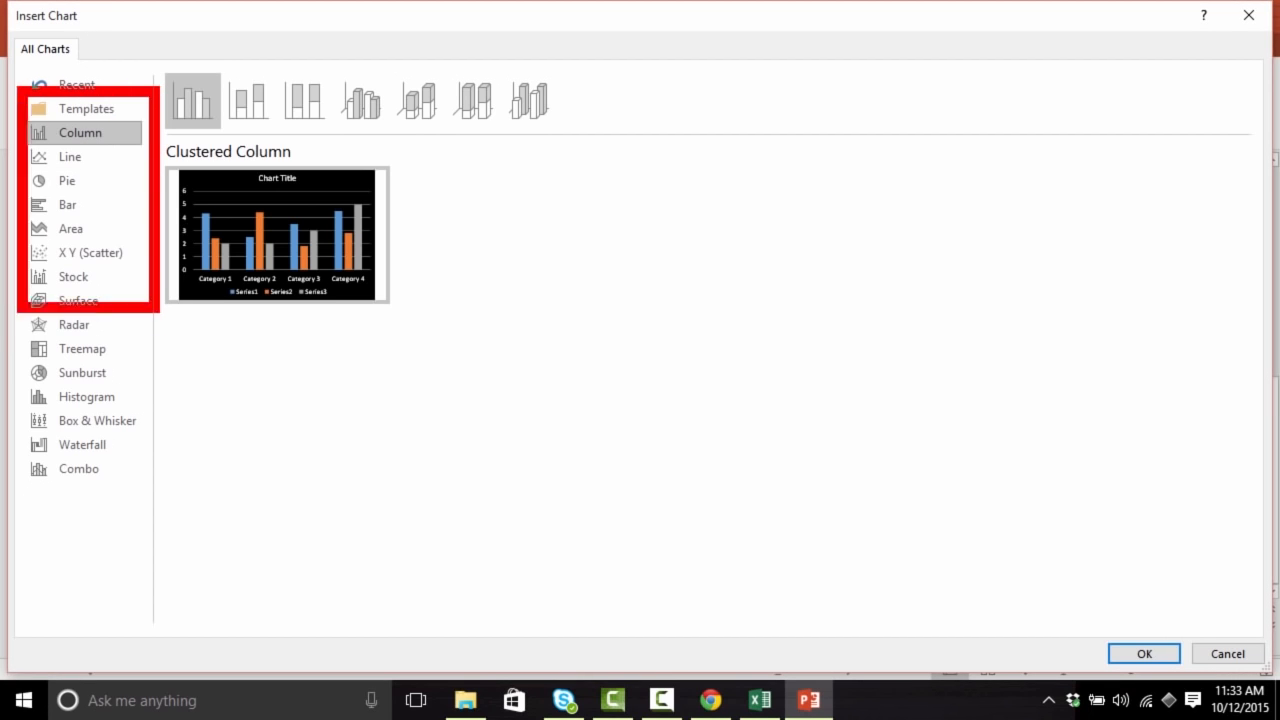 Insert Chart
?
All Charts
Recent
Templates
Column
Line
Pie
Bar
Area
X Y (Scatter)
Stock
Surface
Radar
Treemap
Sunburst
Histogram
Box & Whisker
Waterfall
Combo
Clustered Column
Chart Title
6
5
4
3
2
1
0
Category 1 Category 2 Category 3 Category 4
Series1 Series2 Series3
OK Cancel
Ask me anything
11:33 AM
10/12/2015